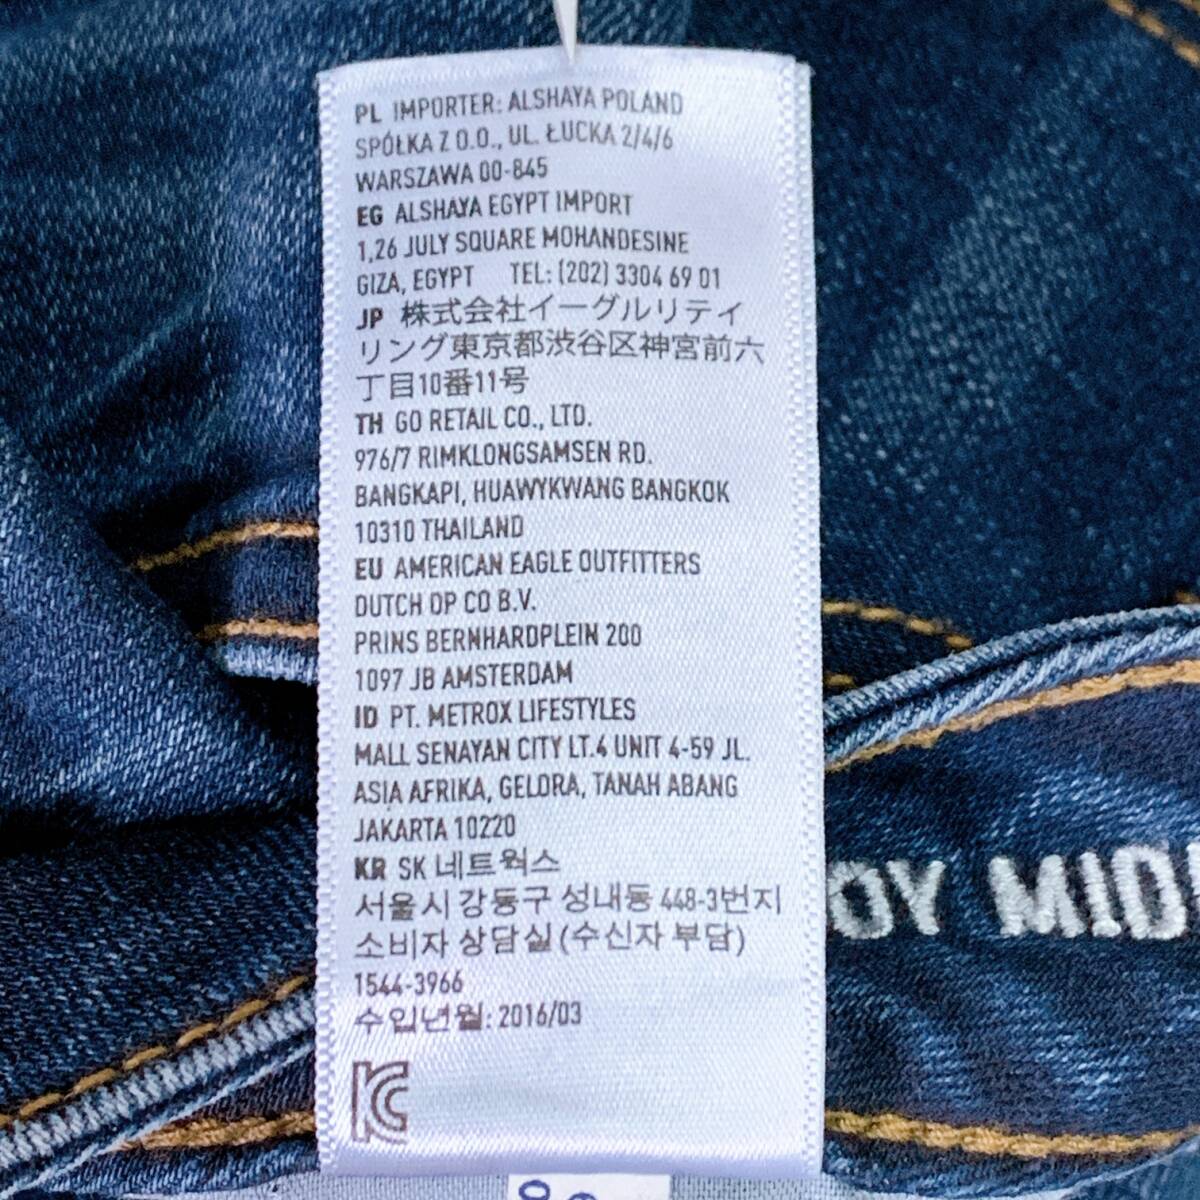 PL IMPORTER: ALSHAYA POLAND
SPÓŁKA Z O.O., UL. ŁUCKA 2/4/6
WARSZAWA 00-845
EG ALSHAYA EGYPT IMPORT
1,26 JULY SQUARE MOHANDESINE
GIZA, EGYPT TEL: (202) 3304 69 01
JP 株式会社イーグルリテイ
リング東京都渋谷区神宮前六
丁目10番11号
TH GO RETAIL CO., LTD.
976/7 RIMKLONGSAMSEN RD.
BANGKAPI, HUAWYKWANG BANGKOK
10310 THAILAND
EU AMERICAN EAGLE OUTFITTERS
DUTCH OP CO B.V.
PRINS BERNHARDPLEIN 200
1097 JB AMSTERDAM
ID PT. METROX LIFESTYLES
MALL SENAYAN CITY LT.4 UNIT 4-59 JL.
ASIA AFRIKA, GELORA, TANAH ABANG
JAKARTA 10220
KR SK 네트웍스
서울시 강동구 성내동 448-3번지
소비자 상담실 (수신자 부담)
1544-3966
수입년월: 2016/03
KC
OY MID